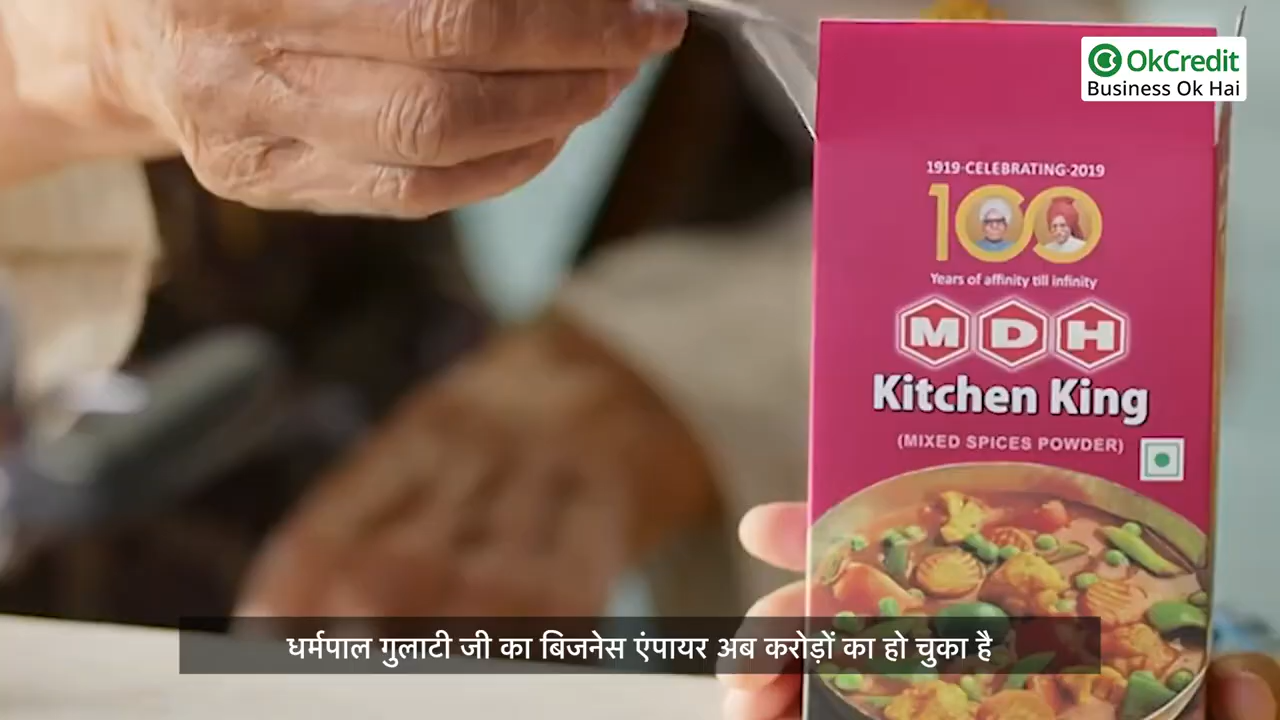 OkCredit
Business Ok Hai
1919-CELEBRATING-2019
100
Years of affinity till infinity
MDH
Kitchen King
(MIXED SPICES POWDER)
धर्मपाल गुलाटी जी का बिजनेस एंपायर अब करोड़ों का हो चुका है